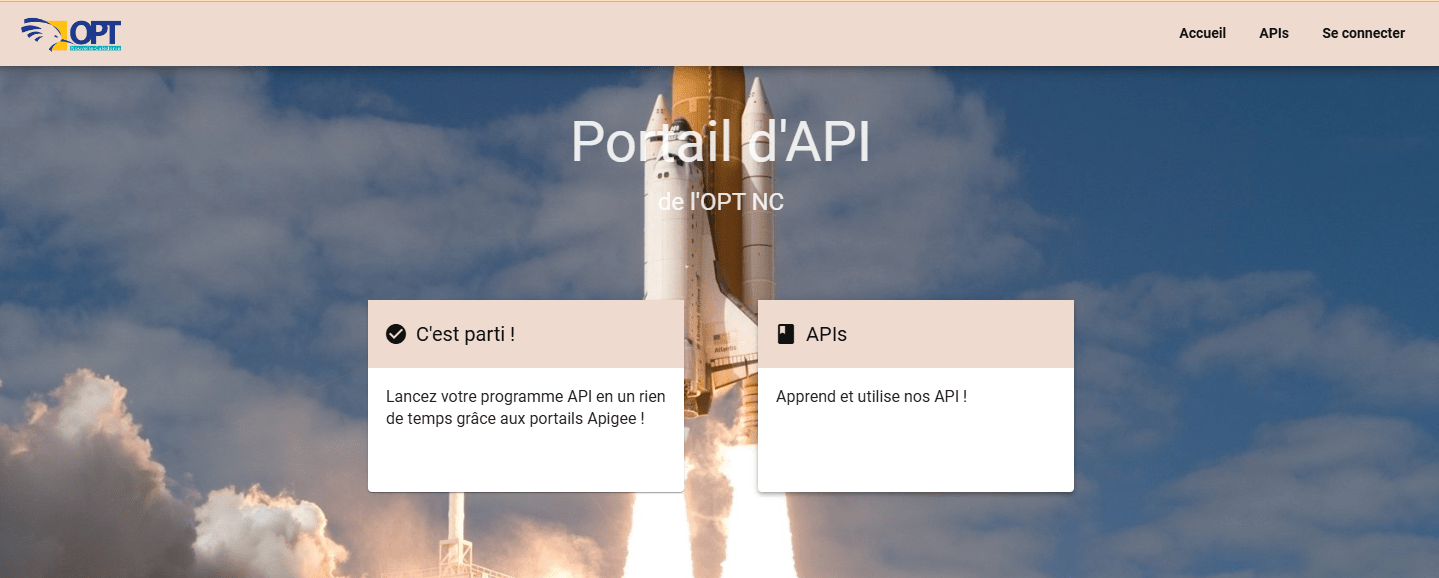 OPT
Accueil
APIs
Se connecter
Portail d'API
de l'OPT NC
C'est parti !
Lancez votre programme API en un rien
de temps grâce aux portails Apigee !
APIs
Apprend et utilise nos API !
Atlantis